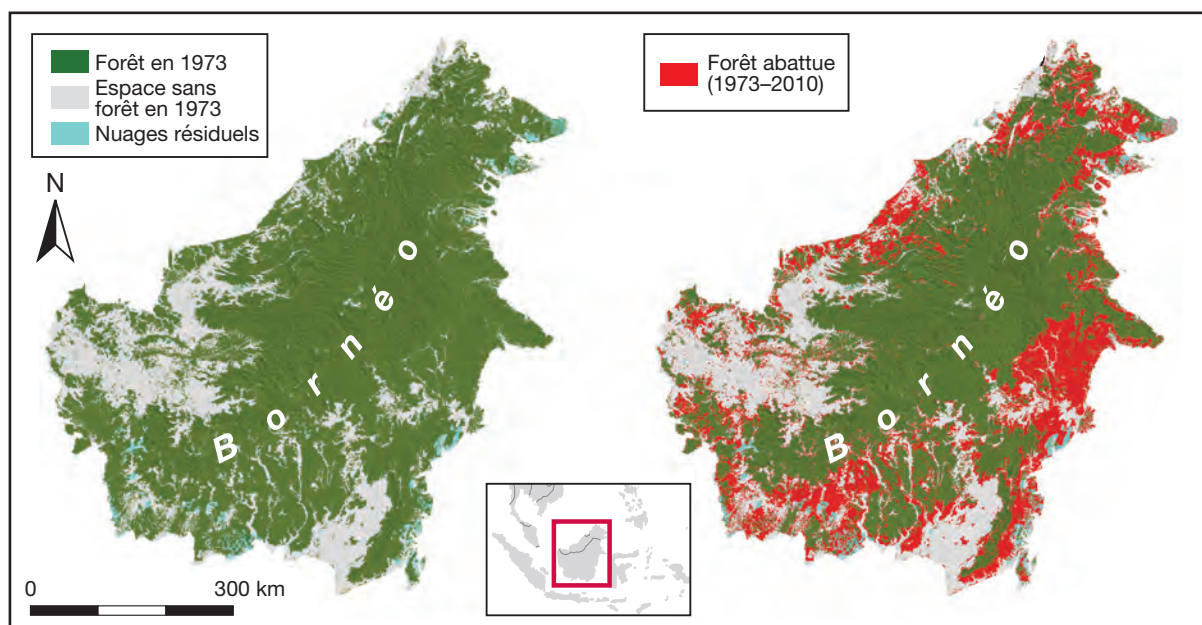 Forêt en 1973
Espace sans
forêt en 1973
Nuages résiduels
Forêt abattue
(1973–2010)
N
Bornéo
Bornéo
0 300 km